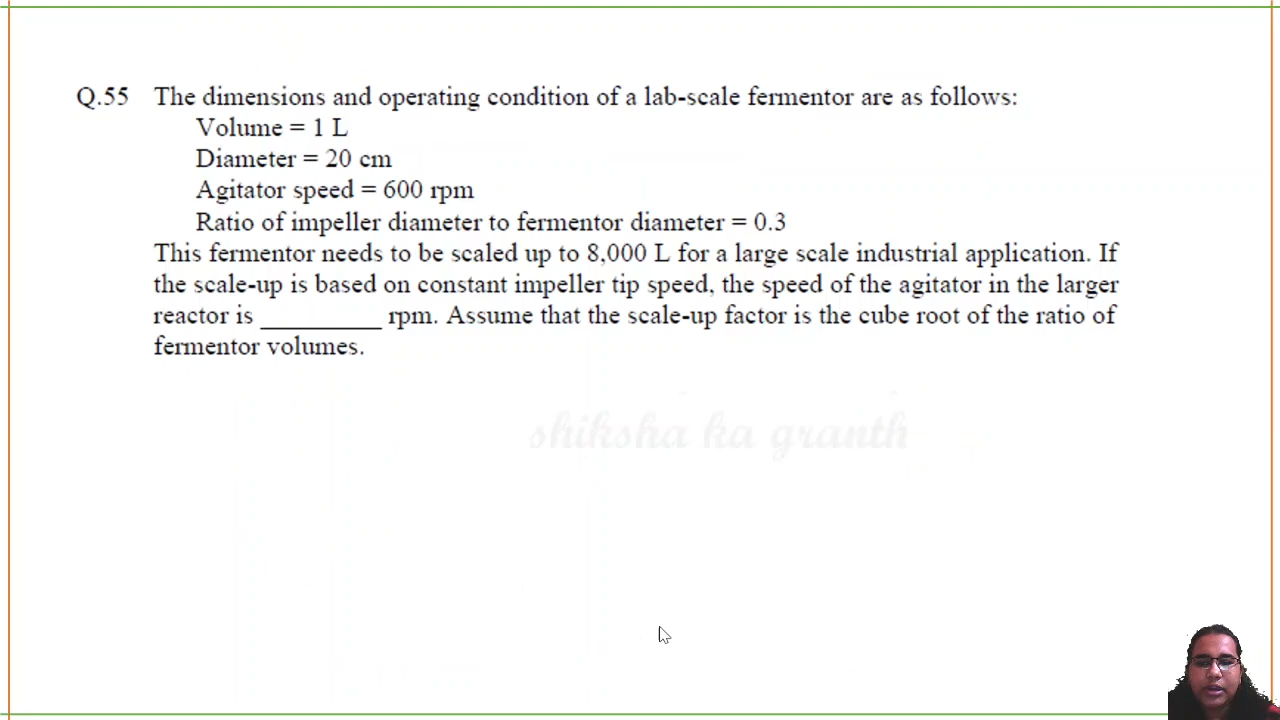 Q.55 The dimensions and operating condition of a lab-scale fermentor are as follows:
Volume = 1 L
Diameter = 20 cm
Agitator speed = 600 rpm
Ratio of impeller diameter to fermentor diameter = 0.3
This fermentor needs to be scaled up to 8,000 L for a large scale industrial application. If
the scale-up is based on constant impeller tip speed, the speed of the agitator in the larger
reactor is _________ rpm. Assume that the scale-up factor is the cube root of the ratio of
fermentor volumes.
shiksha ka granth